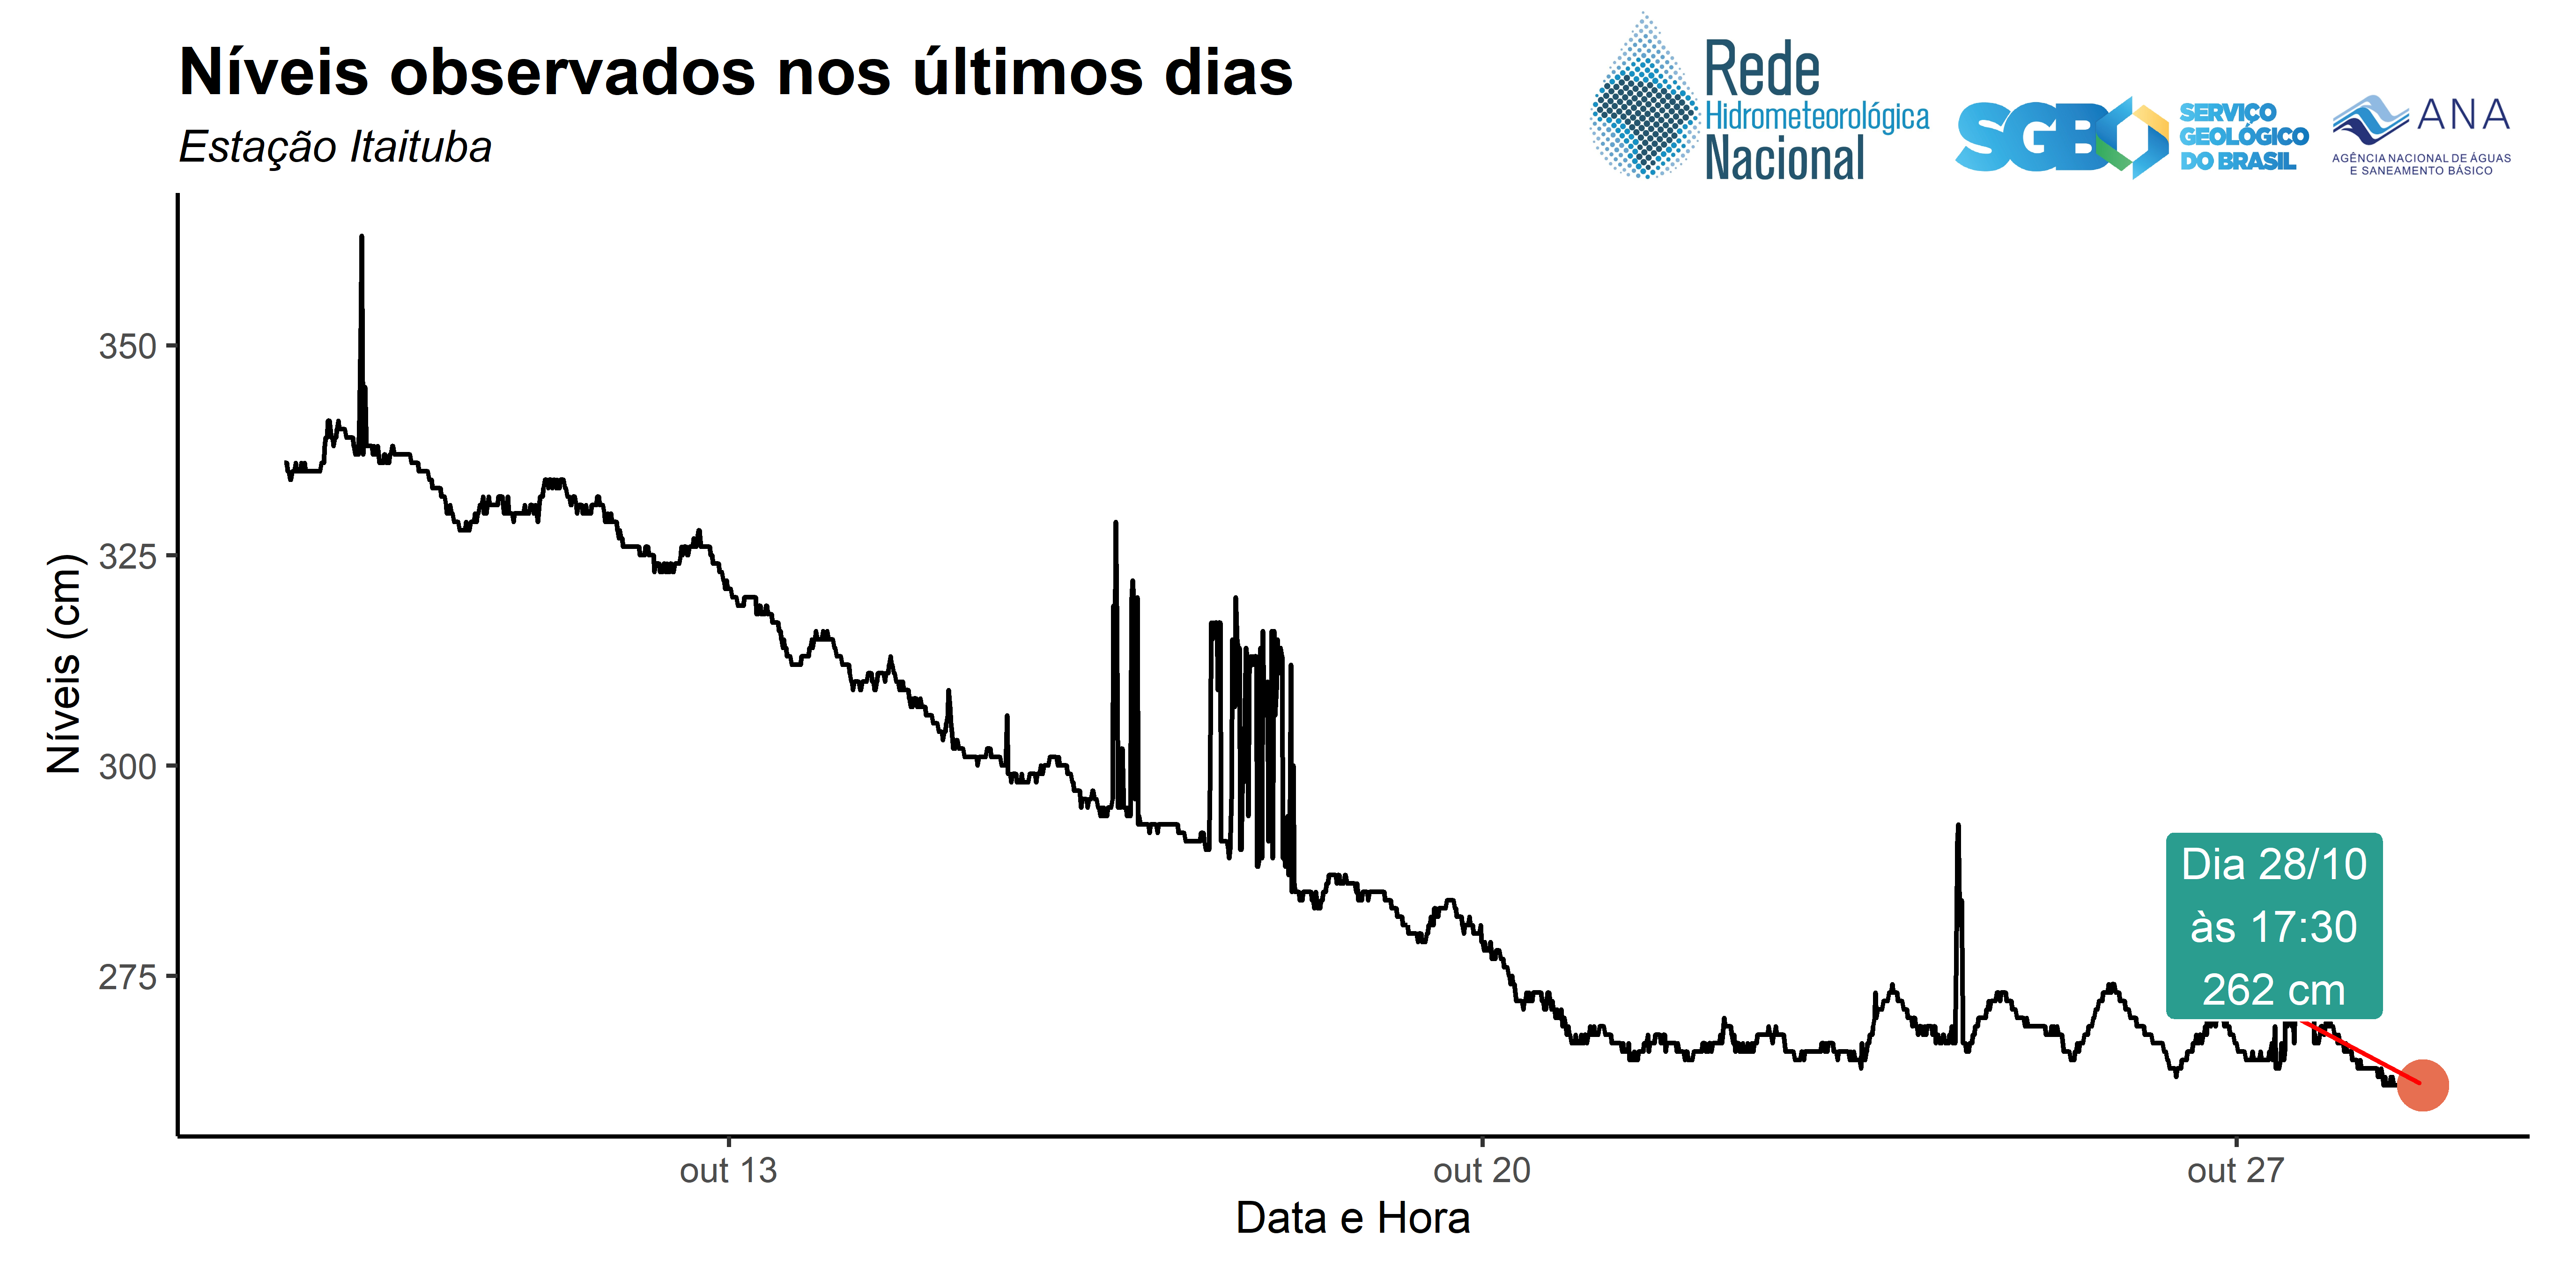 Níveis observados nos últimos dias
Estação Itaituba
Rede
Hidrometeorológica
Nacional
SGB
SERVIÇO
GEOLÓGICO
DO BRASIL
ANA
AGÊNCIA NACIONAL DE ÁGUAS
E SANEAMENTO BÁSICO
Níveis (cm)
350
325
300
275
Dia 28/10
às 17:30
262 cm
out 13
out 20
out 27
Data e Hora